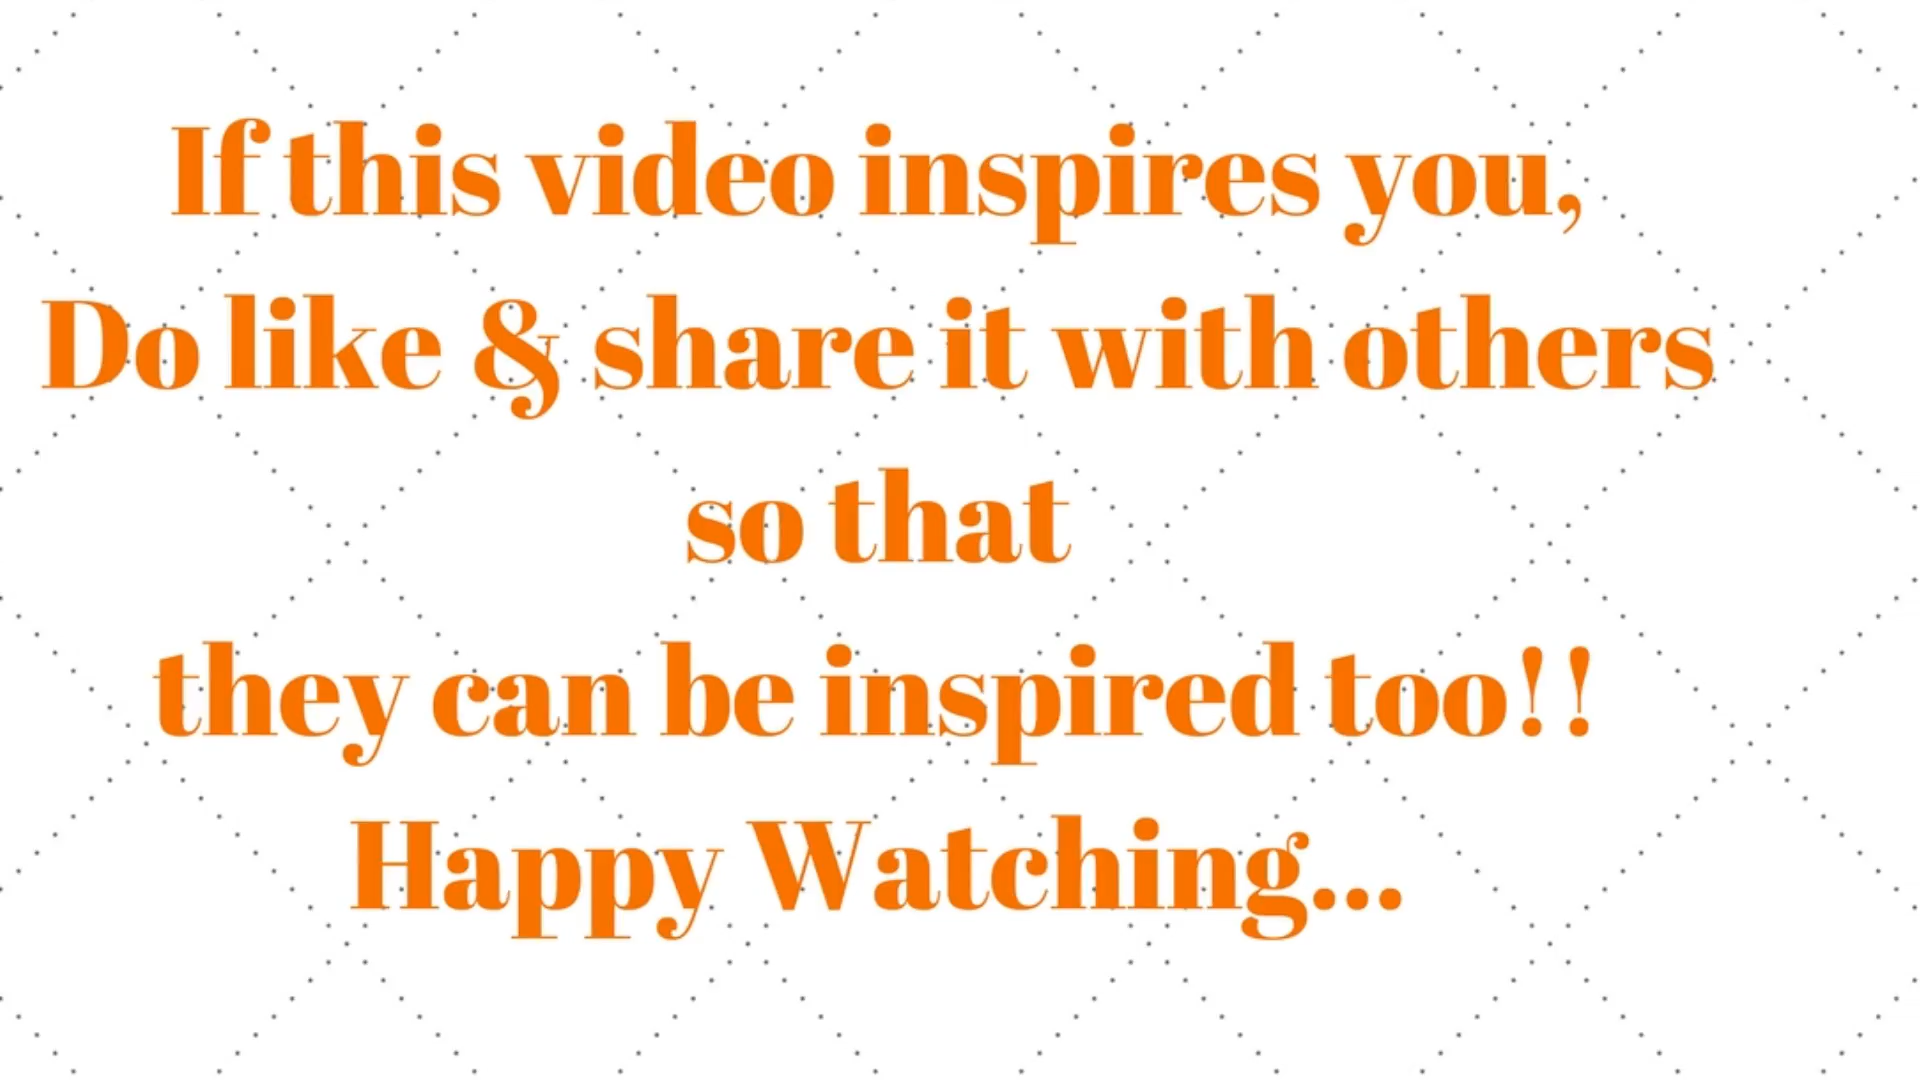 If this video inspires you,
Do like & share it with others
so that
they can be inspired too!!
Happy Watching...